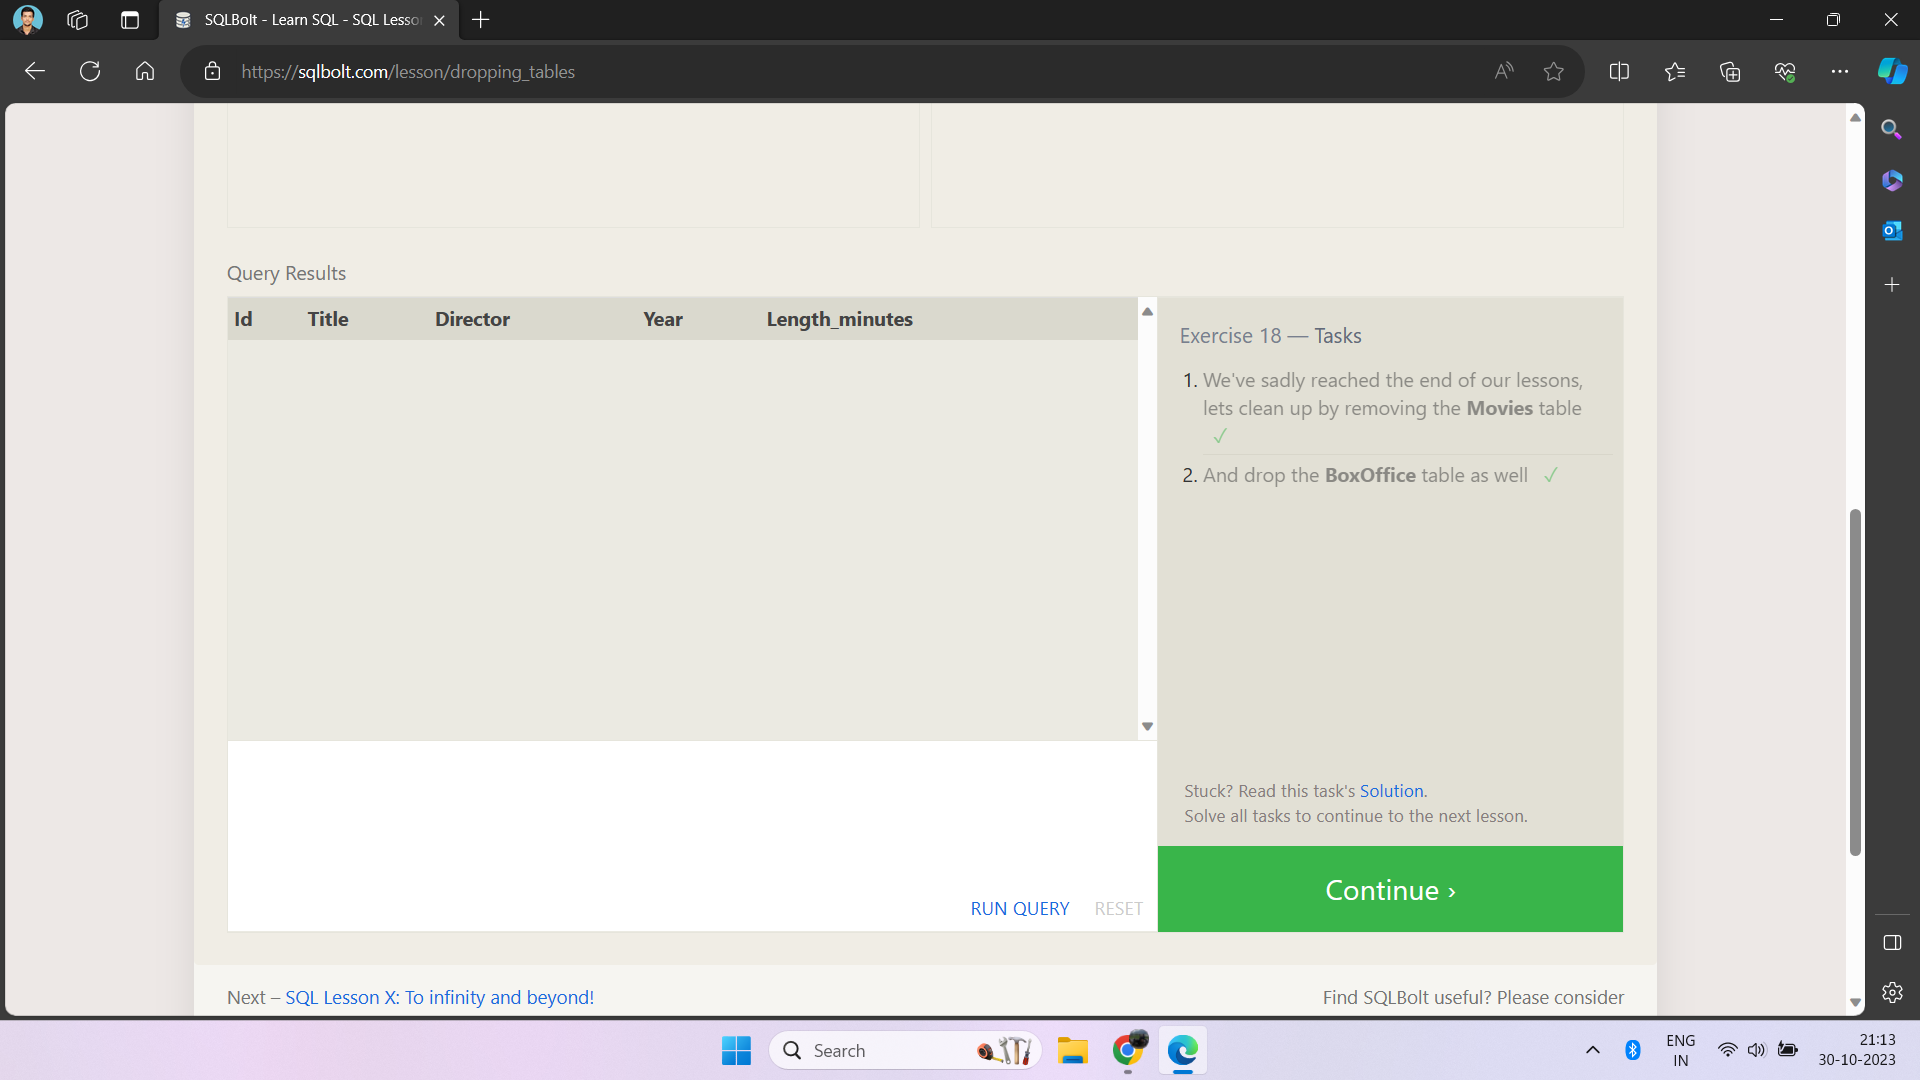 SQLBolt - Learn SQL - SQL Lesso
https://sqlbolt.com/lesson/dropping_tables
Query Results
Id Title Director Year Length_minutes
Exercise 18 — Tasks
1. We've sadly reached the end of our lessons,
lets clean up by removing the Movies table
✓
2. And drop the BoxOffice table as well ✓
Stuck? Read this task's Solution.
Solve all tasks to continue to the next lesson.
RUN QUERY RESET
Continue ›
Next – SQL Lesson X: To infinity and beyond!
Find SQLBolt useful? Please consider
Search
ENG
IN
21:13
30-10-2023